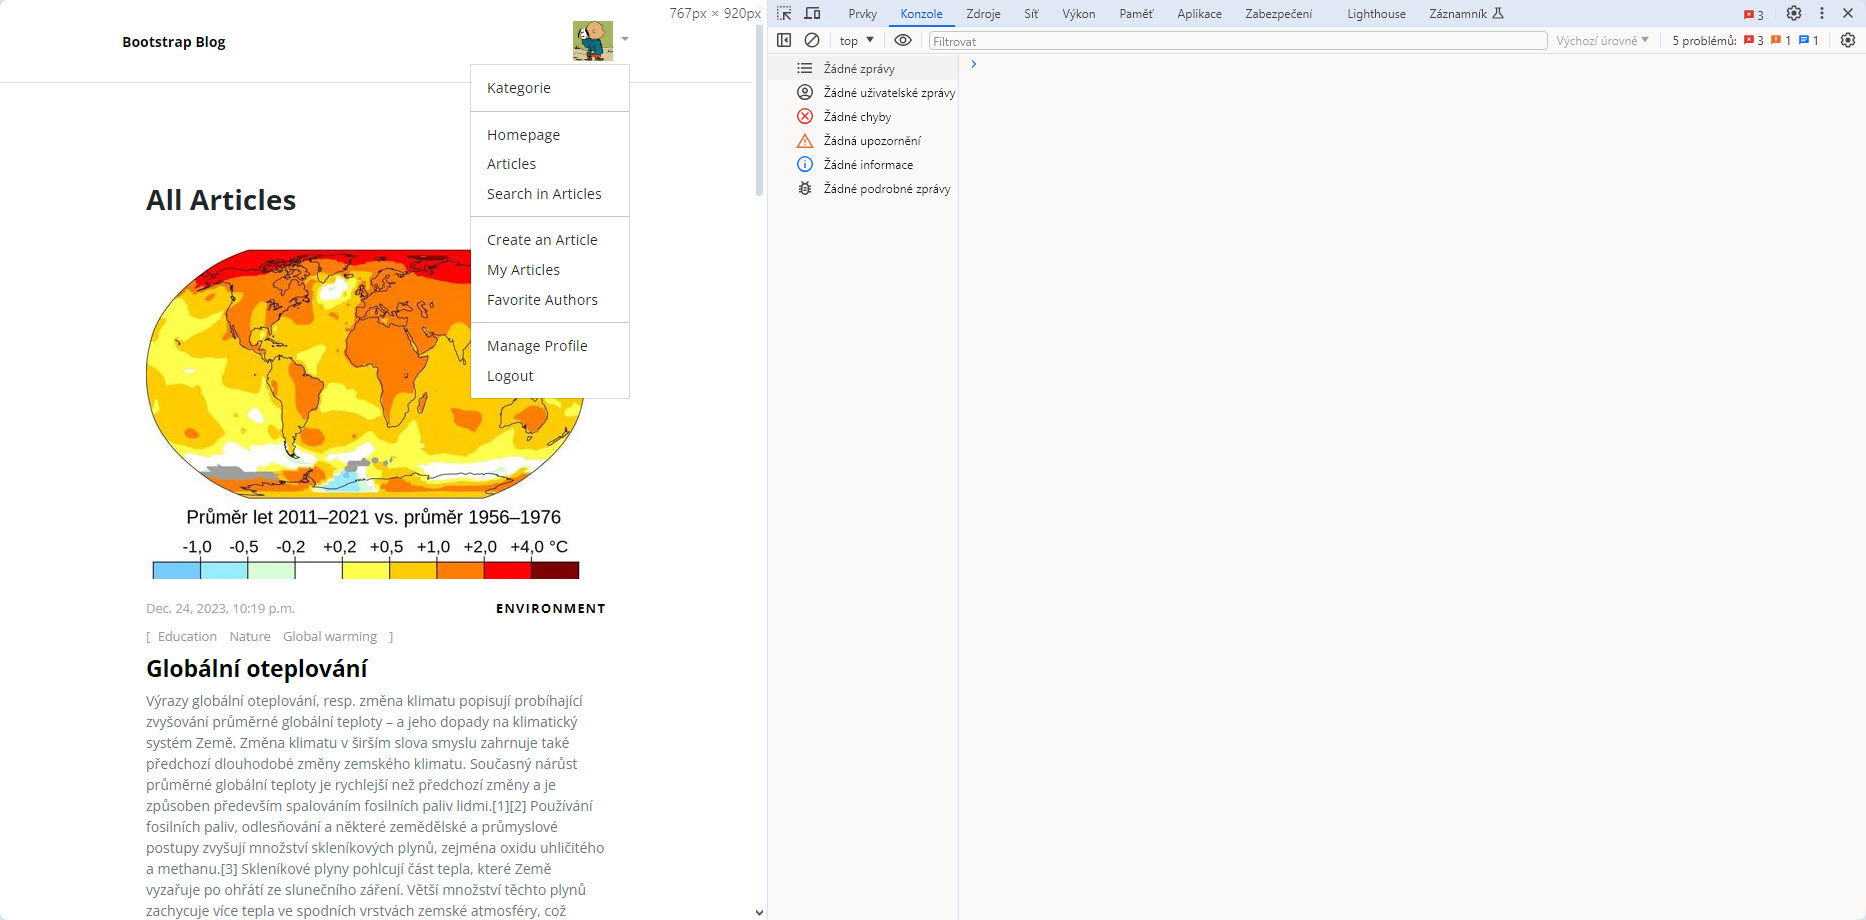 767px × 920px
Bootstrap Blog
Kategorie
Homepage
Articles
Search in Articles
Create an Article
My Articles
Favorite Authors
Manage Profile
Logout
All Articles
Průměr let 2011–2021 vs. průměr 1956–1976
-1,0 -0,5 -0,2 +0,2 +0,5 +1,0 +2,0 +4,0 °C
Dec. 24, 2023, 10:19 p.m. ENVIRONMENT
[ Education Nature Global warming ]
Globální oteplování
Výrazy globální oteplování, resp. změna klimatu popisují probíhající
zvyšování průměrné globální teploty – a jeho dopady na klimatický
systém Země. Změna klimatu v širším slova smyslu zahrnuje také
předchozí dlouhodobé změny zemského klimatu. Současný nárůst
průměrné globální teploty je rychlejší než předchozí změny a je
způsoben především spalováním fosilních paliv lidmi.[1][2] Používání
fosilních paliv, odlesňování a některé zemědělské a průmyslové
postupy zvyšují množství skleníkových plynů, zejména oxidu uhličitého
a methanu.[3] Skleníkové plyny pohlcují část tepla, které Země
vyzařuje po ohřátí ze slunečního záření. Větší množství těchto plynů
zachycuje více tepla ve spodních vrstvách zemské atmosféry, což
Prvky Konzole Zdroje Síť Výkon Paměť Aplikace Zabezpečení Lighthouse Záznamník 3
top Filtrovat Výchozí úrovně 5 problémů: 3 1 1
Žádné zprávy
Žádné uživatelské zprávy
Žádné chyby
Žádná upozornění
Žádné informace
Žádné podrobné zprávy